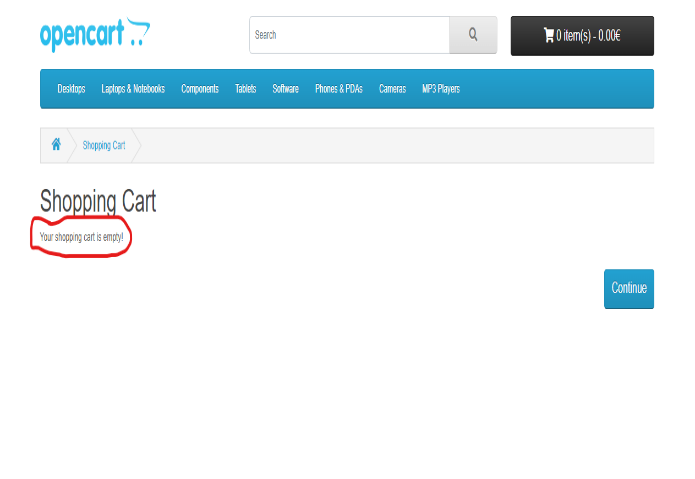 opencart
Search
0 item(s) - 0.00€
Desktops Laptops & Notebooks Components Tablets Software Phones & PDAs Cameras MP3 Players
Shopping Cart
Shopping Cart
Your shopping cart is empty!
Continue